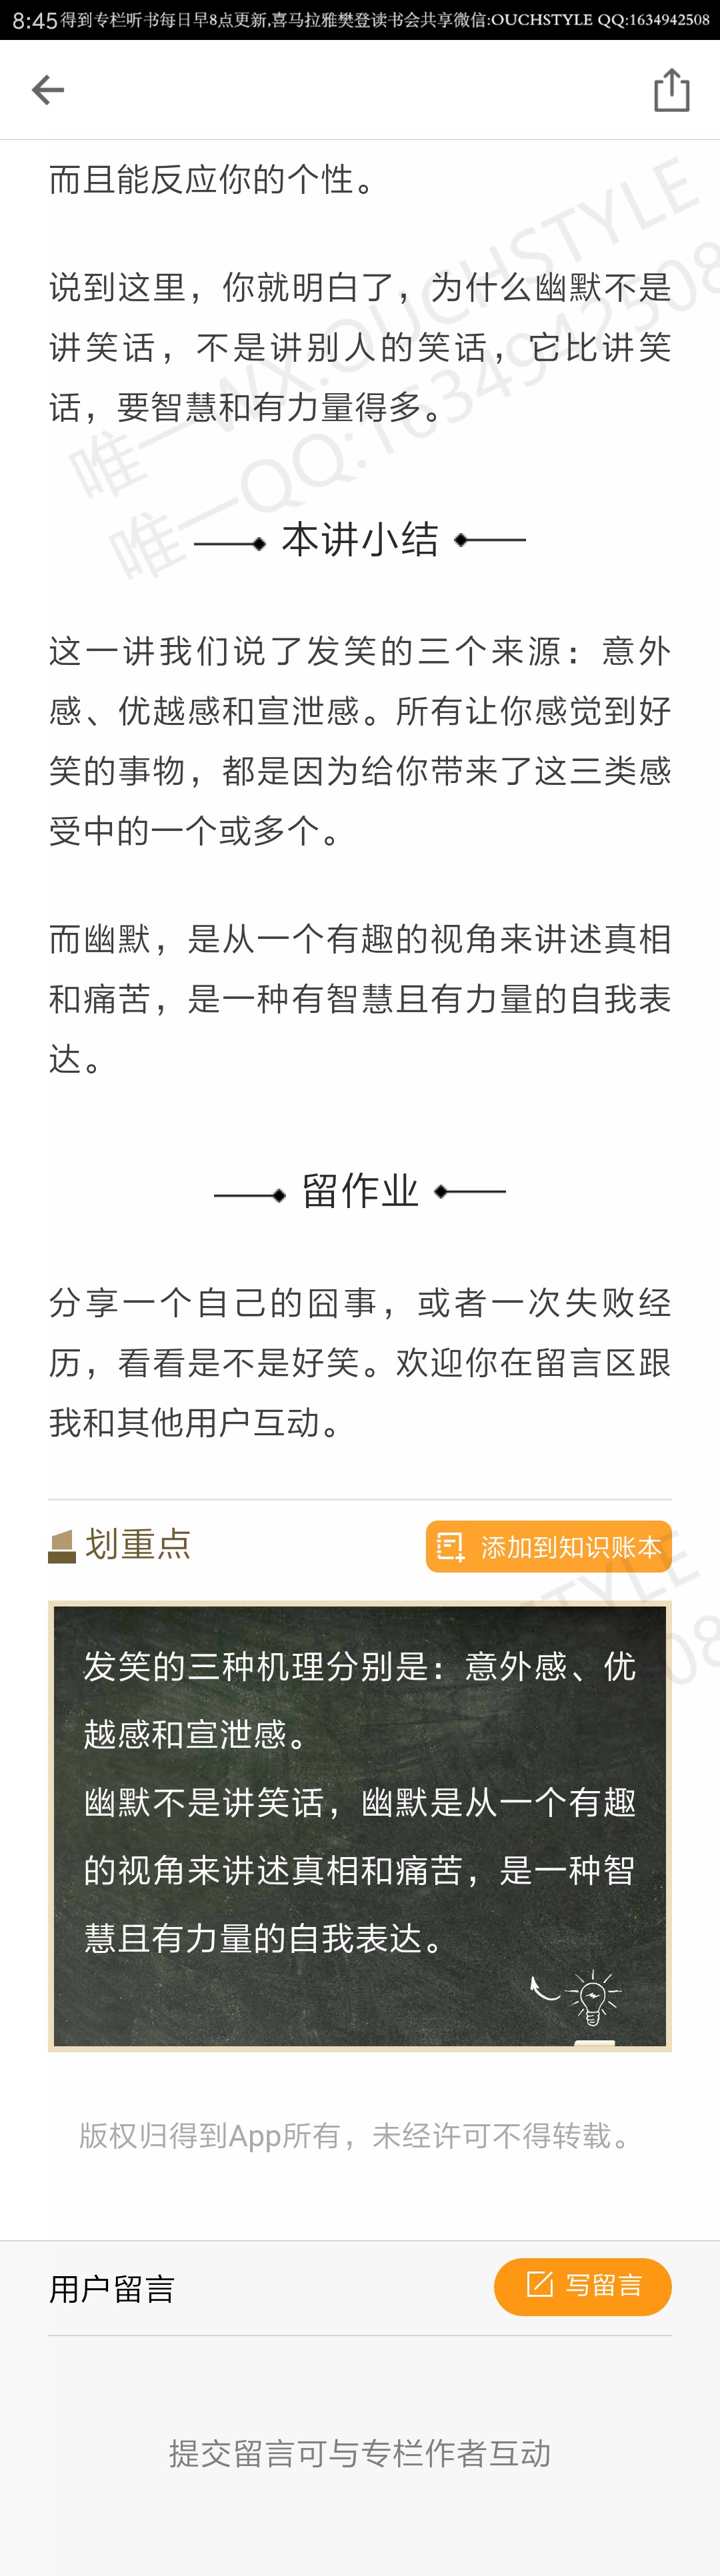 8:45得到专栏听书每日早8点更新,喜马拉雅樊登读书会共享微信:OUCHSTYLE QQ:1634942508
而且能反应你的个性。
说到这里，你就明白了，为什么幽默不是
讲笑话，不是讲别人的笑话，它比讲笑
话，要智慧和有力量得多。
唯一WX:OUCHSTYLE
唯一QQ:1634942508
本讲小结
这一讲我们说了发笑的三个来源：意外
感、优越感和宣泄感。所有让你感觉到好
笑的事物，都是因为给你带来了这三类感
受中的一个或多个。
而幽默，是从一个有趣的视角来讲述真相
和痛苦，是一种有智慧且有力量的自我表
达。
留作业
分享一个自己的囧事，或者一次失败经
历，看看是不是好笑。欢迎你在留言区跟
我和其他用户互动。
划重点
添加到知识账本
STYLE
08
发笑的三种机理分别是：意外感、优
越感和宣泄感。
幽默不是讲笑话，幽默是从一个有趣
的视角来讲述真相和痛苦，是一种智
慧且有力量的自我表达。
版权归得到App所有，未经许可不得转载。
用户留言
写留言
提交留言可与专栏作者互动